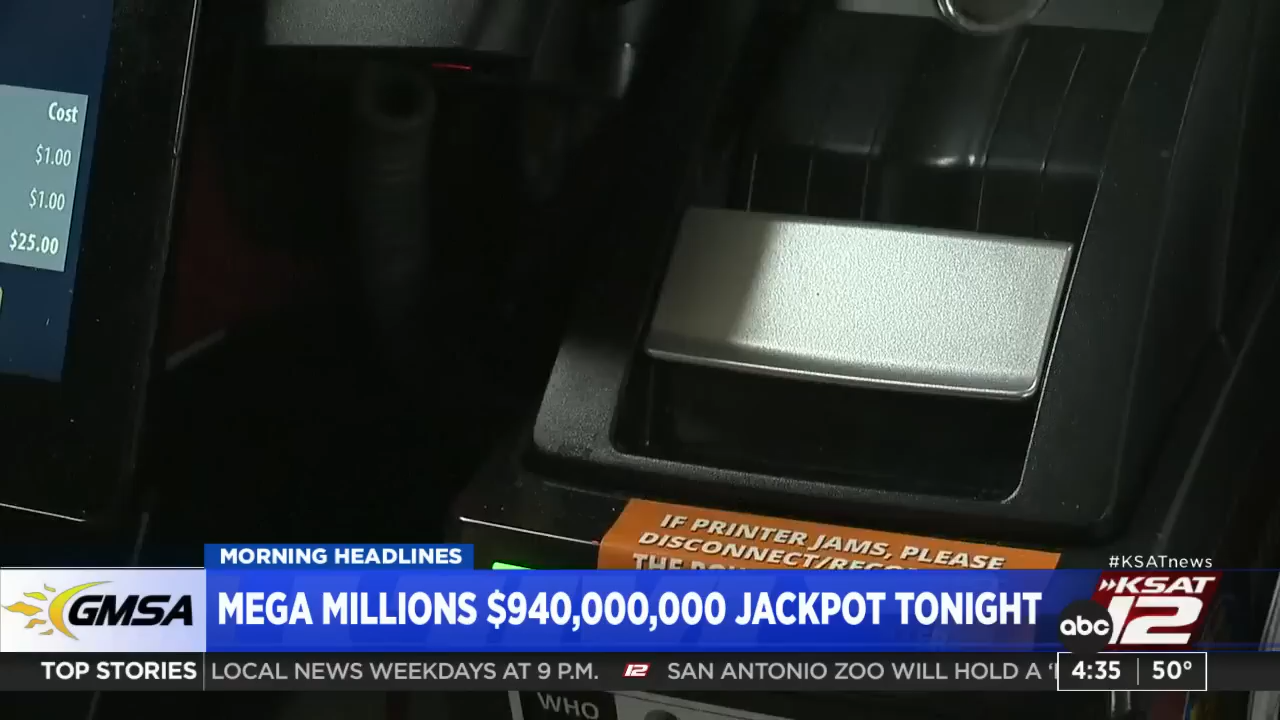 Cost
$1.00
$1.00
$25.00
IF PRINTER JAMS, PLEASE
DISCONNECT/
THE
MORNING HEADLINES
#KSATnews
GMSA
MEGA MILLIONS $940,000,000 JACKPOT TONIGHT
KSAT
abc 12
TOP STORIES
LOCAL NEWS WEEKDAYS AT 9 P.M. 12 SAN ANTONIO ZOO WILL HOLD A
4:35 50°
WHO